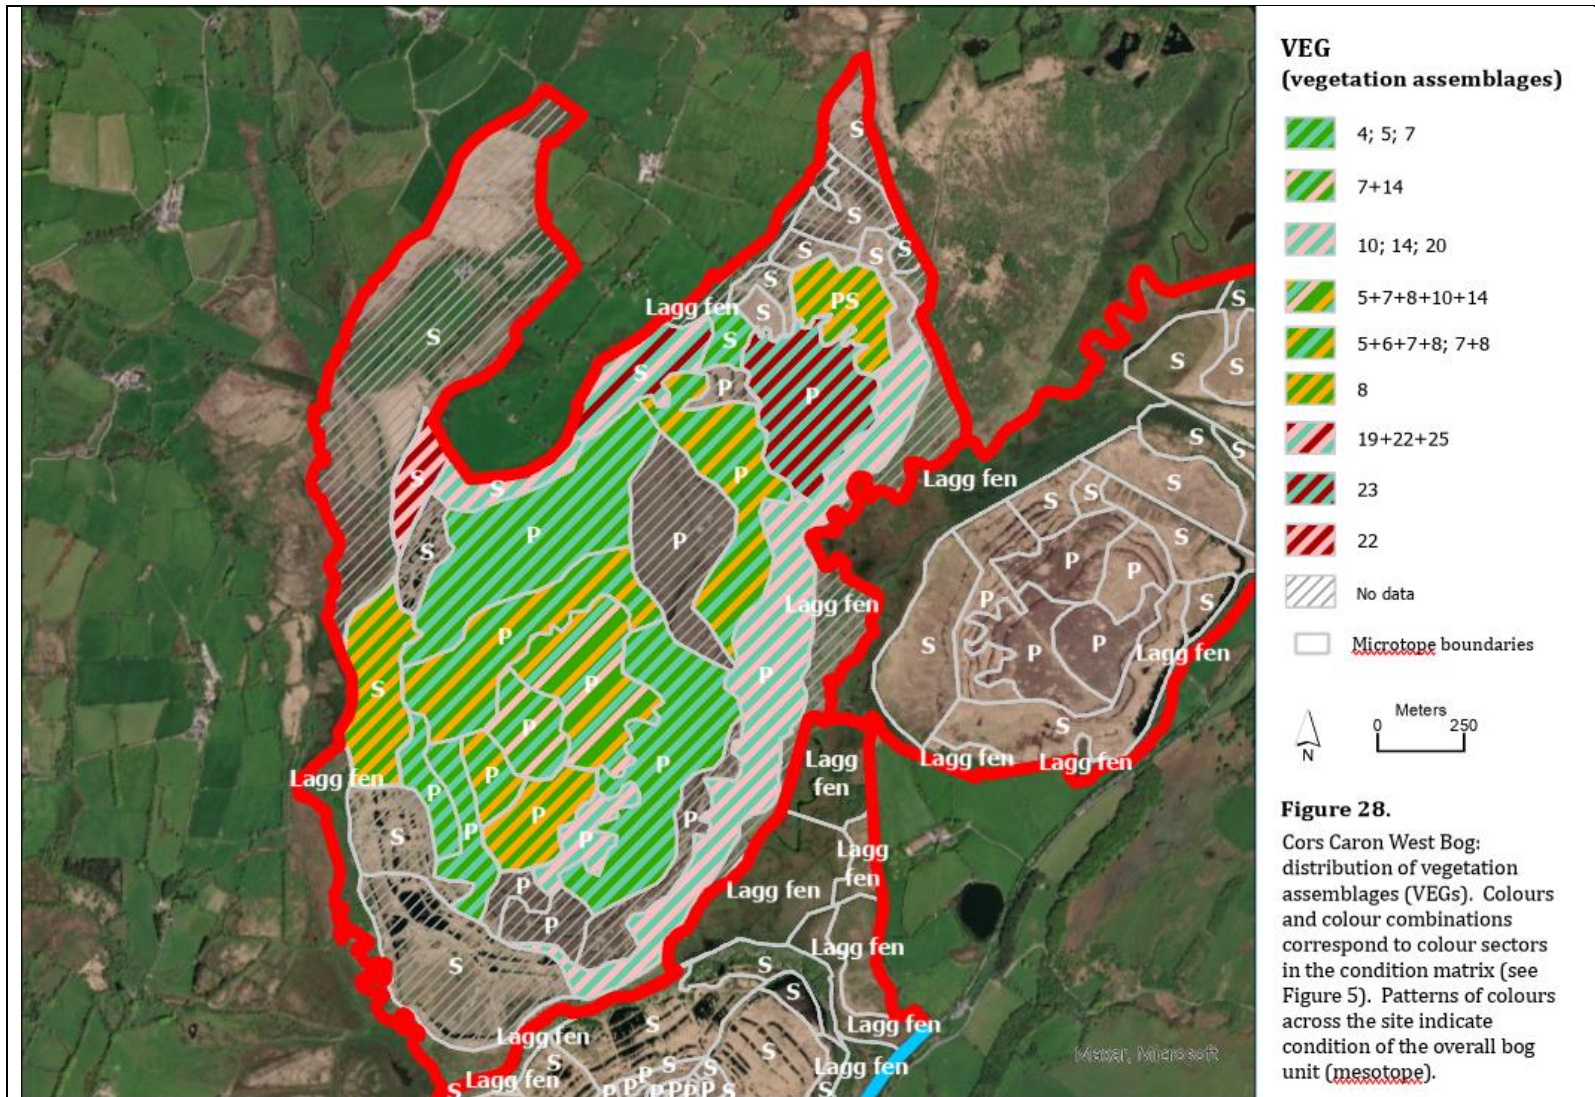 VEG
(vegetation assemblages)
4; 5; 7
7+14
10; 14; 20
5+7+8+10+14
5+6+7+8; 7+8
8
19+22+25
23
22
No data
Microtope boundaries
Meters
0 250
N
Figure 28.
Cors Caron West Bog:
distribution of vegetation
assemblages (VEGs). Colours
and colour combinations
correspond to colour sectors
in the condition matrix (see
Figure 5). Patterns of colours
across the site indicate
condition of the overall bog
unit (mesotope).
S
S
S
S
S
S
Lagg fen
S
PS
S
S
S
S
P
P
S
S
S
S
S
S
Lagg fen
P
S
S
S
S
P
P
S
S
P
P
Lagg fen
P
S
P
S
P
P
Lagg fen
P
P
S
P
S
Lagg fen
Lagg fen
Lagg
fen
P
P
Lagg fen
P
P
P
P
P
S
Lagg
fen
P
Lagg fen
P
Lagg fen
S
S
S
Lagg fen
S
Lagg fen
S
Lagg fen
S
S
S
Lagg fen
Lagg fen
P
S
P
P
P
P
P
P
S
S
Maxar, Microsoft